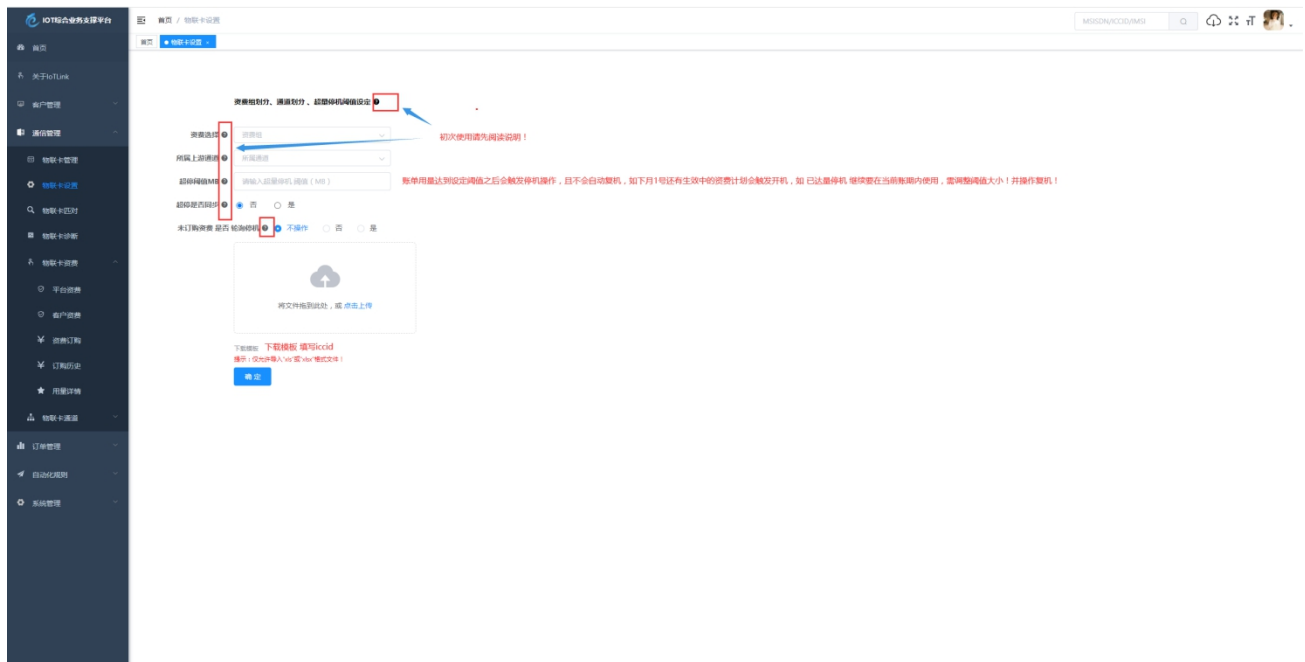 IOT综合业务支撑平台
首页 / 物联卡设置
MSISDN/ICCID/IMSI
首页
关于IoTLink
客户管理
通信管理
物联卡管理
物联卡设置
物联卡匹对
物联卡诊断
物联卡资费
平台资费
客户资费
资费订购
订购历史
用量详情
物联卡通道
订单管理
自动化规则
系统管理
首页
物联卡设置 ×
资费组划分、通道划分、超量停机阈值设定
初次使用请先阅读说明！
资费选择 资费组
所属上游通道 所属通道
超停阈值MB 请输入超量停机 阈值 ( MB )
账单用量达到设定阈值之后会触发停机操作，且不会自动复机，如下月1号还有生效中的资费计划会触发开机，如 已达量停机 继续要在当前账期内使用，需调整阈值大小！并操作复机！
超停是否同步 否 是
未订购资费 是否 轮询停机 不操作 否 是
将文件拖到此处，或 点击上传
下载模板 下载模板 填写iccid
提示：仅允许导入"xls"或"xlsx"格式文件！
确 定